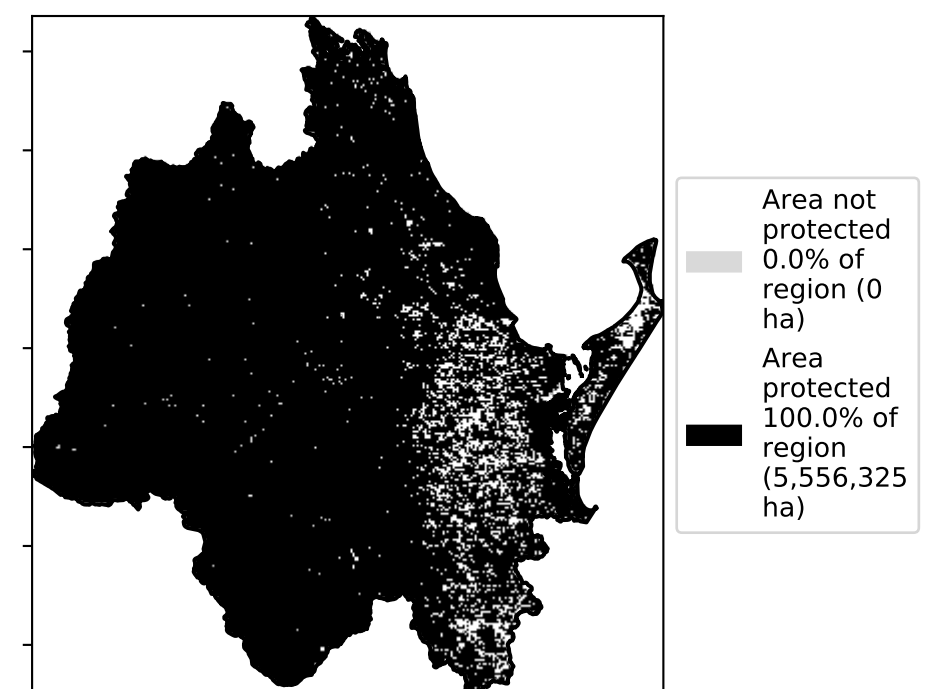 Area not
protected
0.0% of
region (0
ha)
Area
protected
100.0% of
region
(5,556,325
ha)